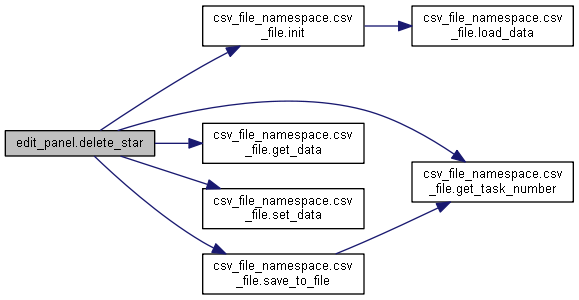 csv_file_namespace.csv
_file.init
csv_file_namespace.csv
_file.load_data
edit_panel.delete_star
csv_file_namespace.csv
_file.get_data
csv_file_namespace.csv
_file.get_task_number
csv_file_namespace.csv
_file.set_data
csv_file_namespace.csv
_file.save_to_file